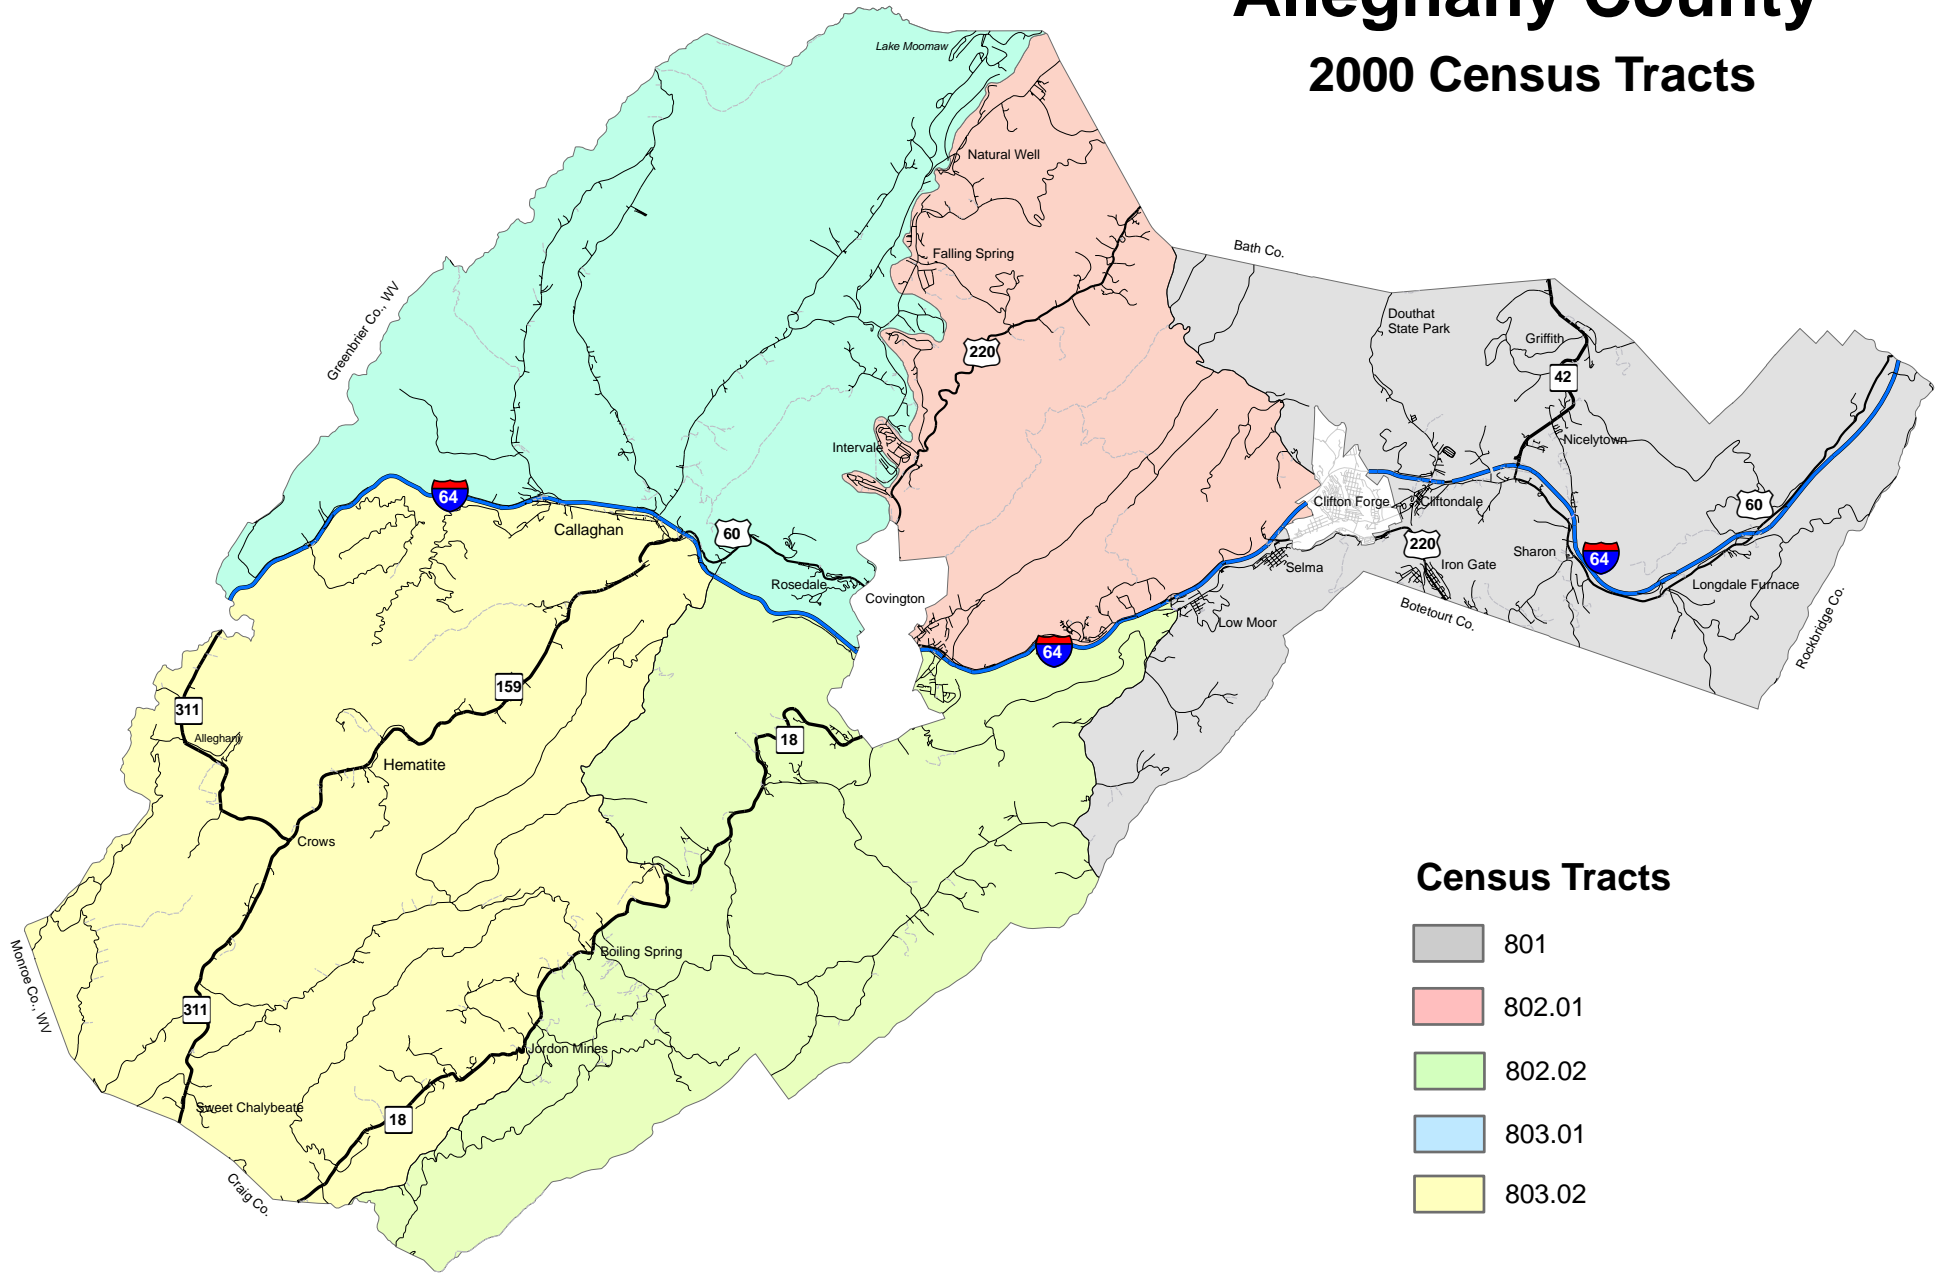 Alleghany County
2000 Census Tracts
Lake Moomaw
Natural Well
Bath Co.
Falling Spring
Greenbrier Co., WV
Douthat
State Park
Griffith
220
42
Nicelytown
Intervale
64
Clifton Forge
Cliftondale
60
Callaghan
60
220
Sharon
64
Iron Gate
Selma
Rosedale
Longdale Furnace
Covington
Botetourt Co.
Low Moor
Rockbridge Co.
64
159
311
Alleghany
18
Hematite
Crows
Census Tracts
801
Boiling Spring
Monroe Co., WV
802.01
311
Jordon Mines
802.02
Sweet Chalybeate
18
803.01
Craig Co.
803.02